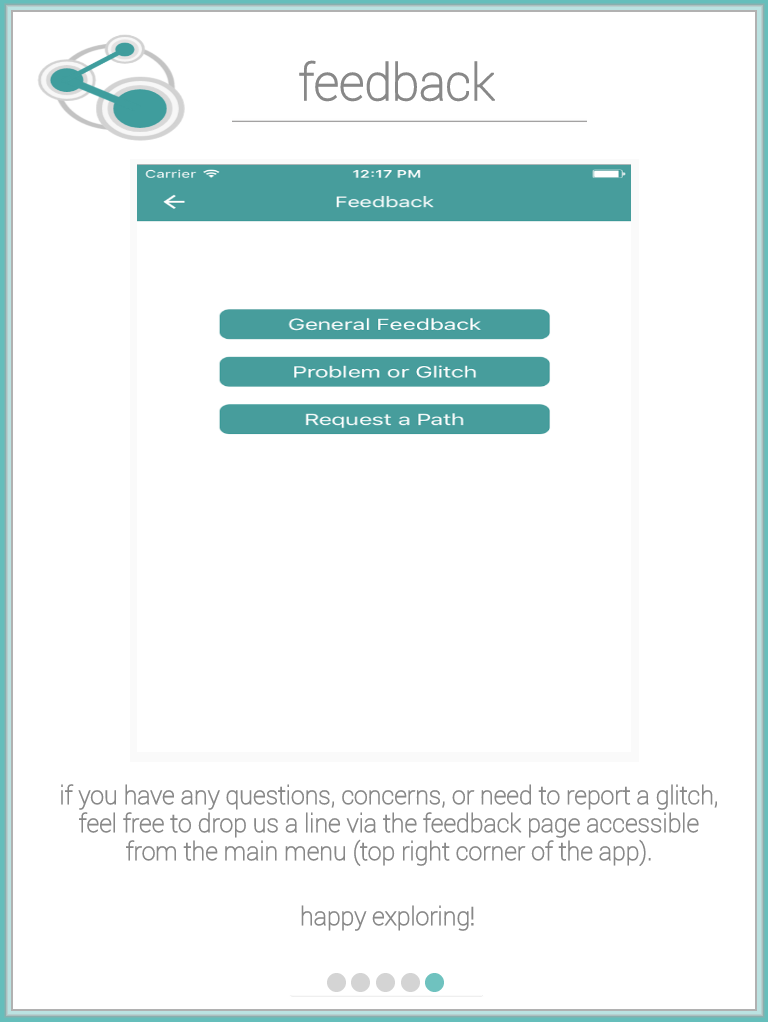 feedback
Carrier 12:17 PM
Feedback
General Feedback
Problem or Glitch
Request a Path
if you have any questions, concerns, or need to report a glitch,
feel free to drop us a line via the feedback page accessible
from the main menu (top right corner of the app).
happy exploring!